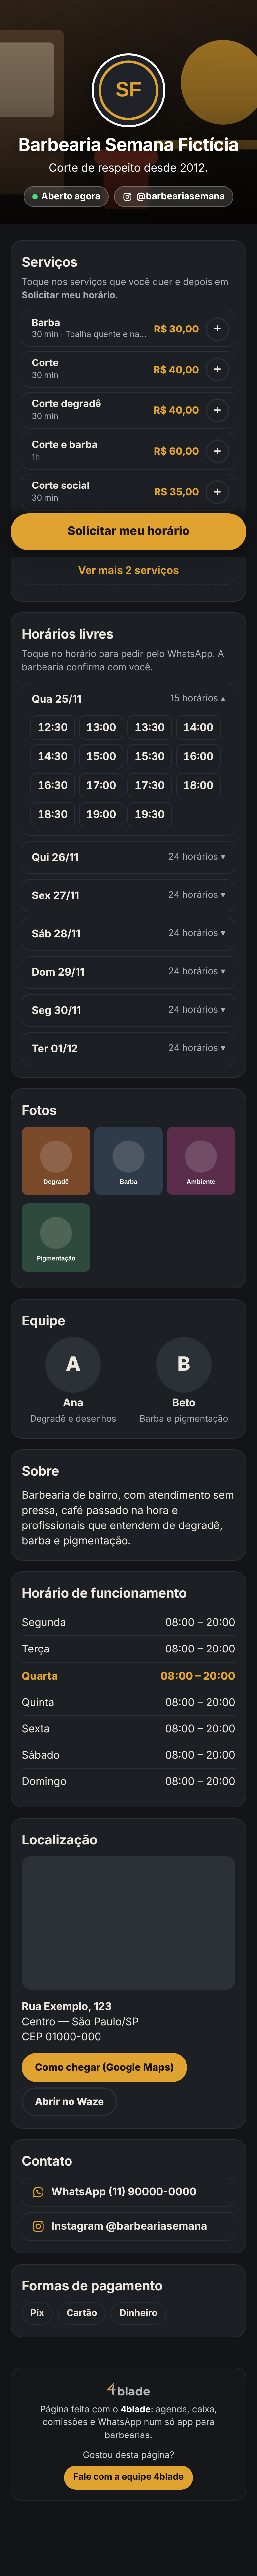 SF
Barbearia Semana Fictícia
Corte de respeito desde 2012.
Aberto agora
@barbeariasemana
Serviços
Toque nos serviços que você quer e depois em
Solicitar meu horário.
Barba
30 min · Toalha quente e na...
R$ 30,00
+
Corte
30 min
R$ 40,00
+
Corte degradê
30 min
R$ 40,00
+
Corte e barba
1h
R$ 60,00
+
Corte social
30 min
R$ 35,00
+
Solicitar meu horário
Ver mais 2 serviços
Horários livres
Toque no horário para pedir pelo WhatsApp. A
barbearia confirma com você.
Qua 25/11 15 horários ▴
12:30 13:00 13:30 14:00
14:30 15:00 15:30 16:00
16:30 17:00 17:30 18:00
18:30 19:00 19:30
Qui 26/11 24 horários ▾
Sex 27/11 24 horários ▾
Sáb 28/11 24 horários ▾
Dom 29/11 24 horários ▾
Seg 30/11 24 horários ▾
Ter 01/12 24 horários ▾
Fotos
Degradê Barba Ambiente
Pigmentação
Equipe
A B
Ana Beto
Degradê e desenhos Barba e pigmentação
Sobre
Barbearia de bairro, com atendimento sem
pressa, café passado na hora e
profissionais que entendem de degradê,
barba e pigmentação.
Horário de funcionamento
Segunda 08:00 – 20:00
Terça 08:00 – 20:00
Quarta 08:00 – 20:00
Quinta 08:00 – 20:00
Sexta 08:00 – 20:00
Sábado 08:00 – 20:00
Domingo 08:00 – 20:00
Localização
Rua Exemplo, 123
Centro — São Paulo/SP
CEP 01000-000
Como chegar (Google Maps)
Abrir no Waze
Contato
WhatsApp (11) 90000-0000
Instagram @barbeariasemana
Formas de pagamento
Pix Cartão Dinheiro
4blade
Página feita com o 4blade: agenda, caixa,
comissões e WhatsApp num só app para
barbearias.
Gostou desta página?
Fale com a equipe 4blade